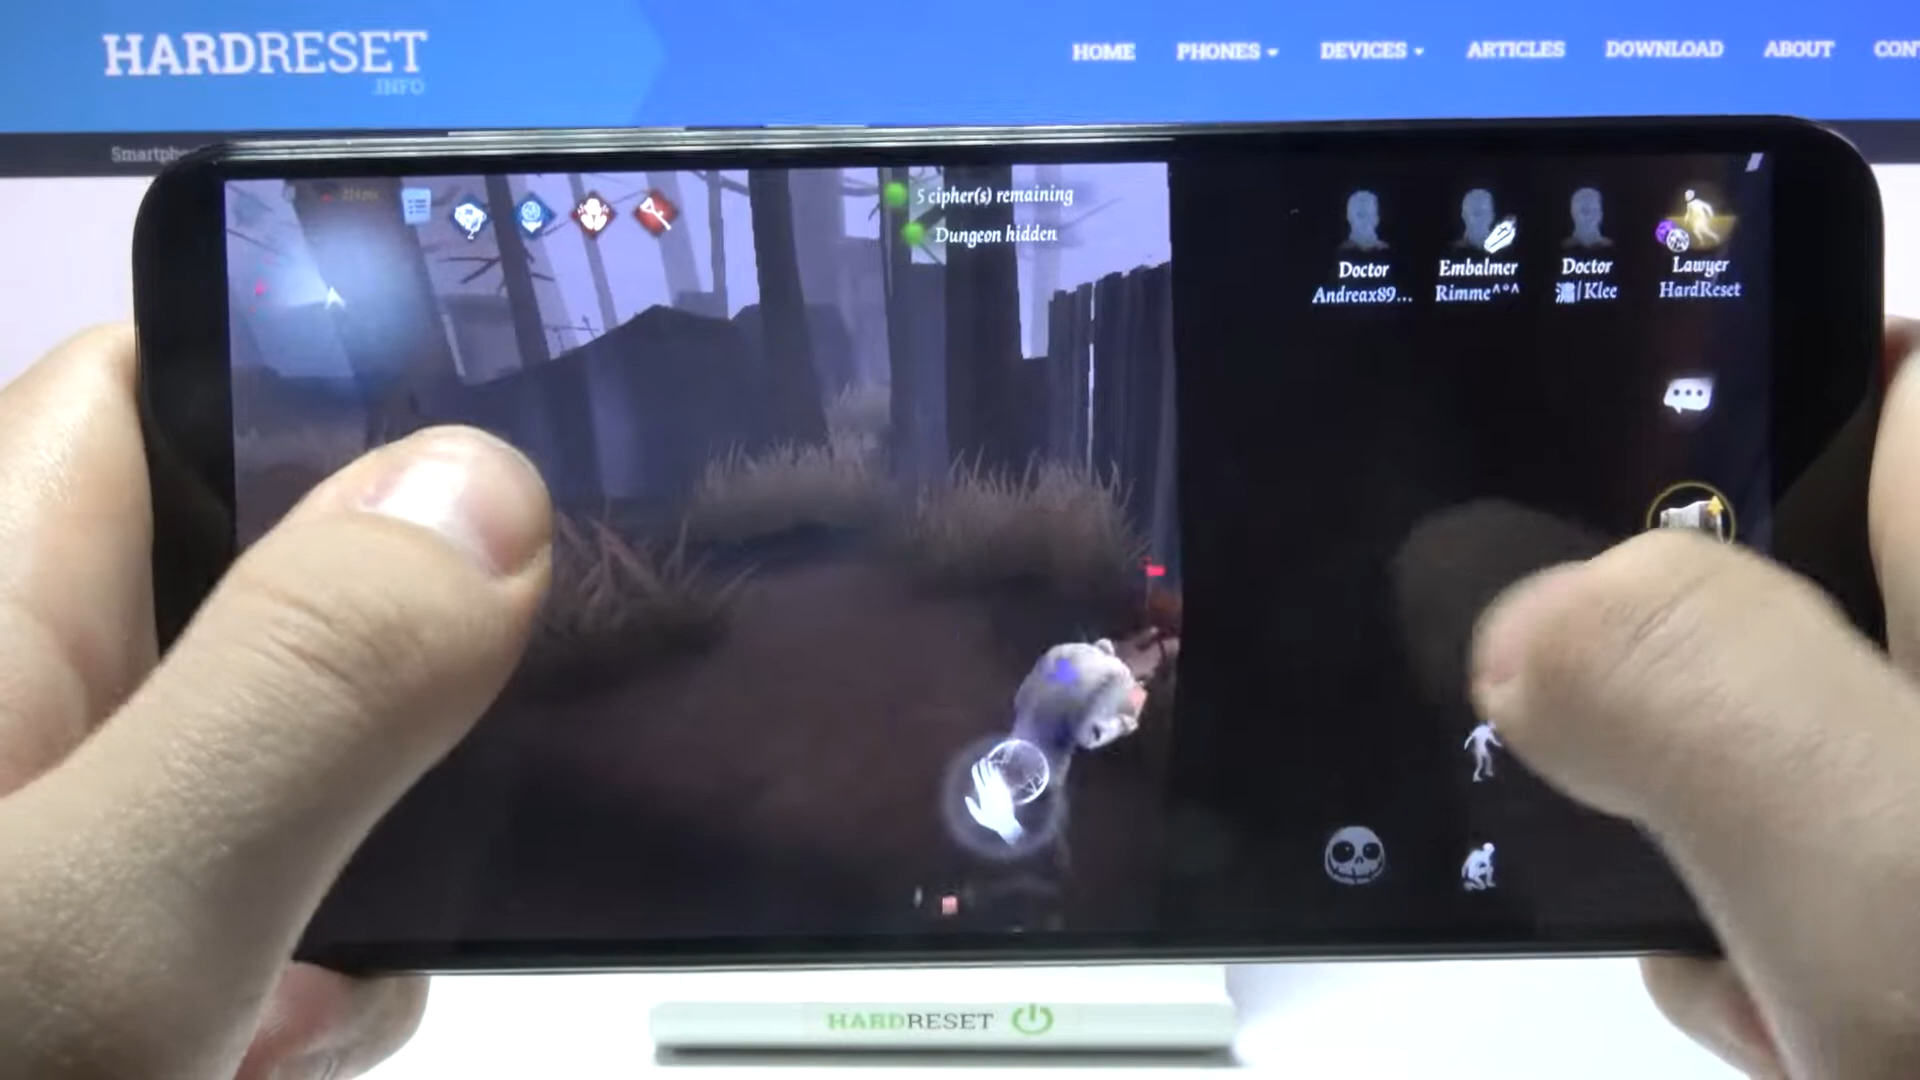 HARDRESET
.INFO
HOME PHONES DEVICES ARTICLES DOWNLOAD ABOUT
5 cipher(s) remaining
Dungeon hidden
Doctor
Andreax89...
Embalmer
Rimme^°^
Doctor
|Klee
Lawyer
HardReset
HARDRESET